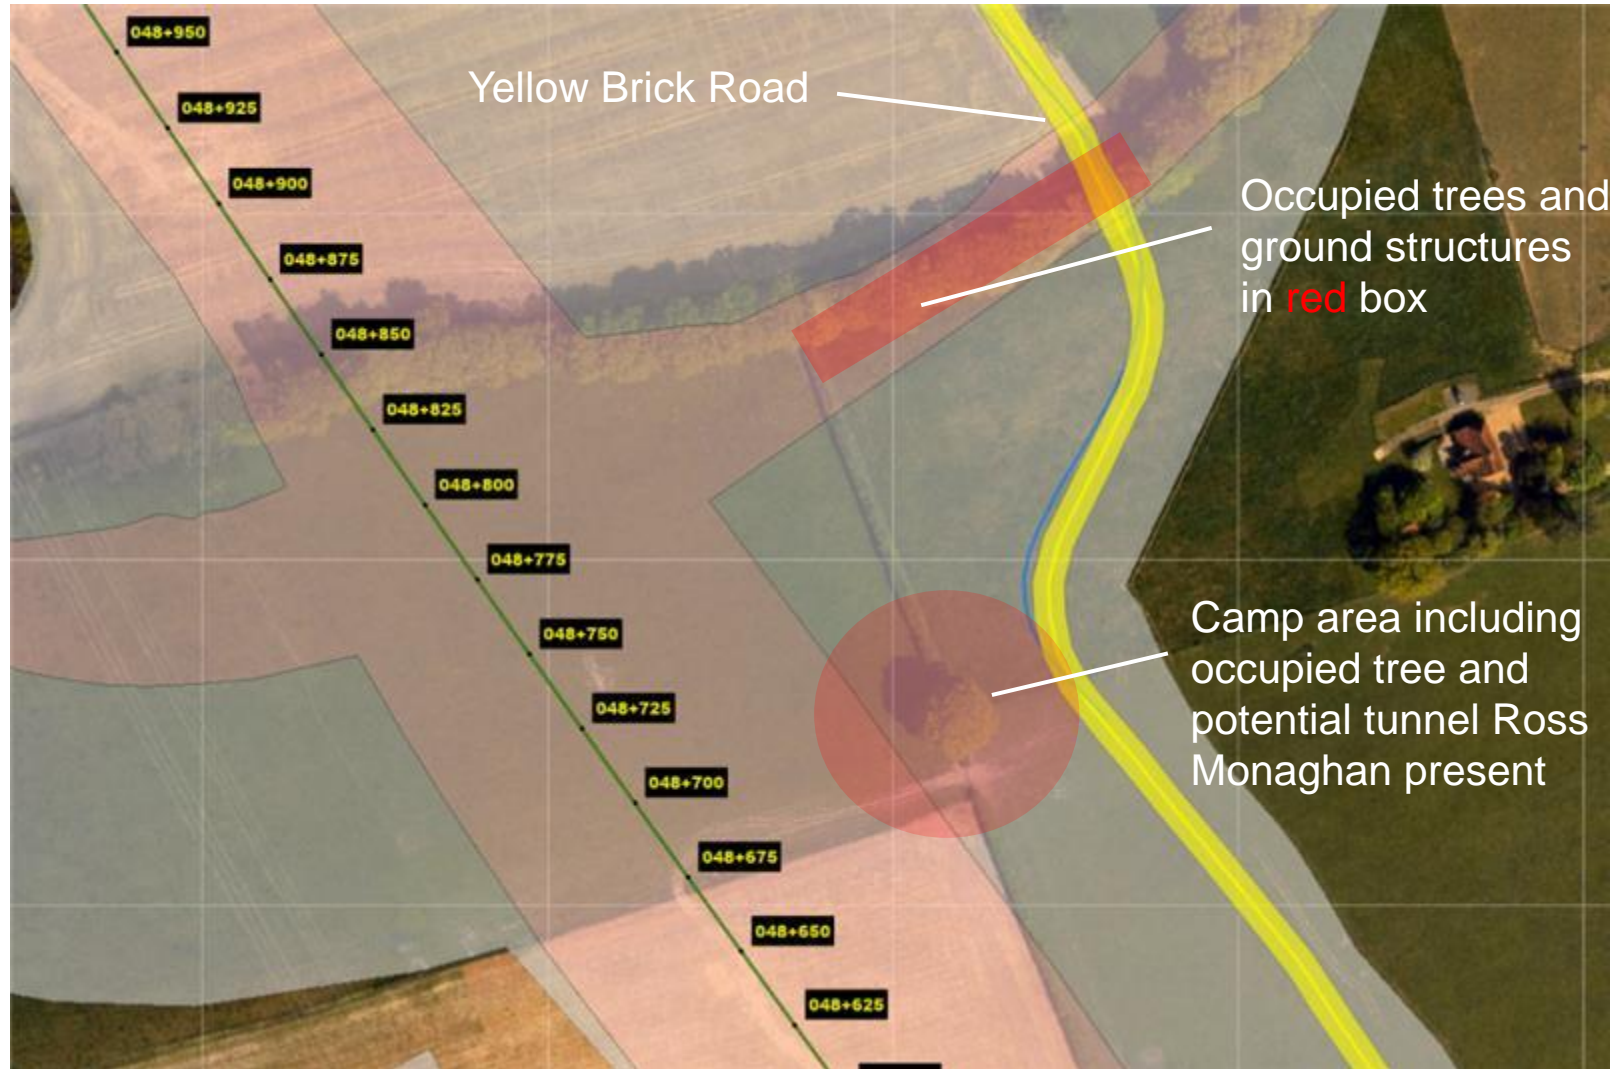 048+950
Yellow Brick Road
048+925
048+900
Occupied trees and
ground structures
in red box
048+875
048+850
048+825
048+800
048+775
Camp area including
occupied tree and
potential tunnel Ross
Monaghan present
048+750
048+725
048+700
048+675
048+650
048+625